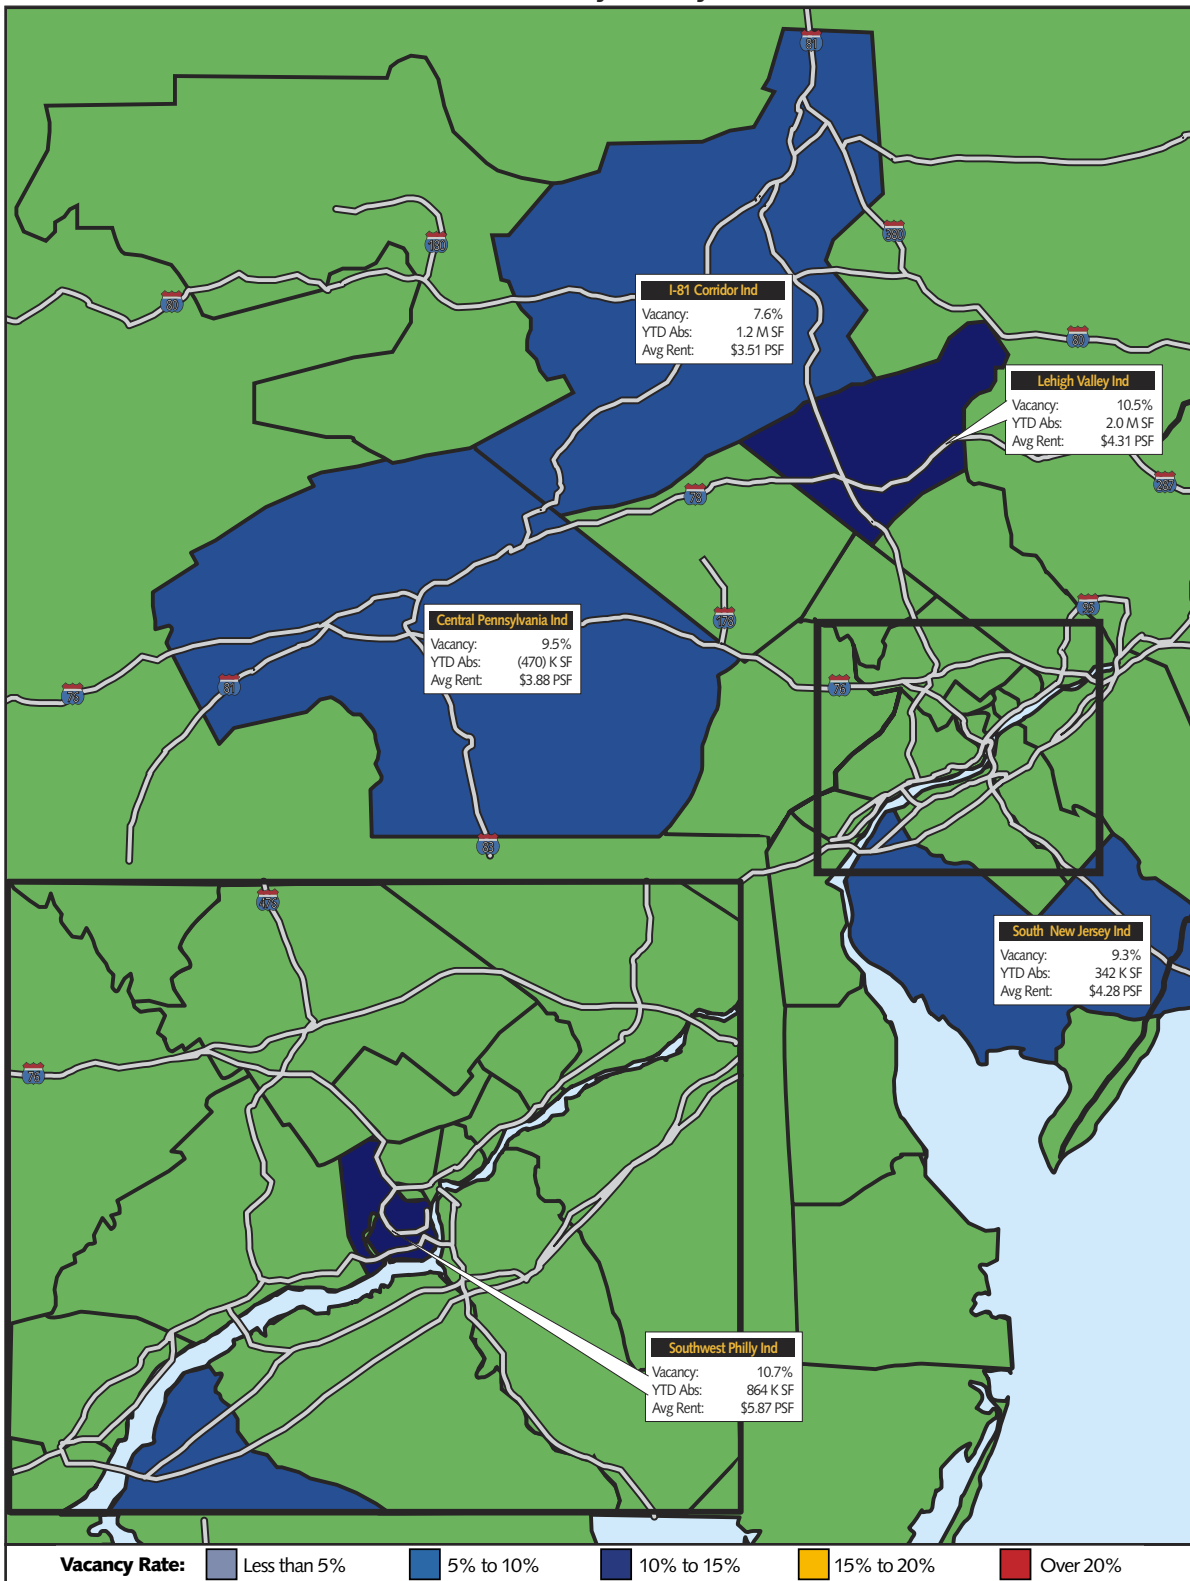 81
380
180
80
I-81 Corridor Ind
Vacancy: 7.6%
YTD Abs: 1.2 M SF
Avg Rent: $3.51 PSF
80
Lehigh Valley Ind
Vacancy: 10.5%
YTD Abs: 2.0 M SF
Avg Rent: $4.31 PSF
78
287
Central Pennsylvania Ind
Vacancy: 9.5%
YTD Abs: (470) K SF
Avg Rent: $3.88 PSF
176
95
76
81
76
83
476
South New Jersey Ind
Vacancy: 9.3%
YTD Abs: 342 K SF
Avg Rent: $4.28 PSF
76
Southwest Philly Ind
Vacancy: 10.7%
YTD Abs: 864 K SF
Avg Rent: $5.87 PSF
Vacancy Rate: Less than 5% 5% to 10% 10% to 15% 15% to 20% Over 20%